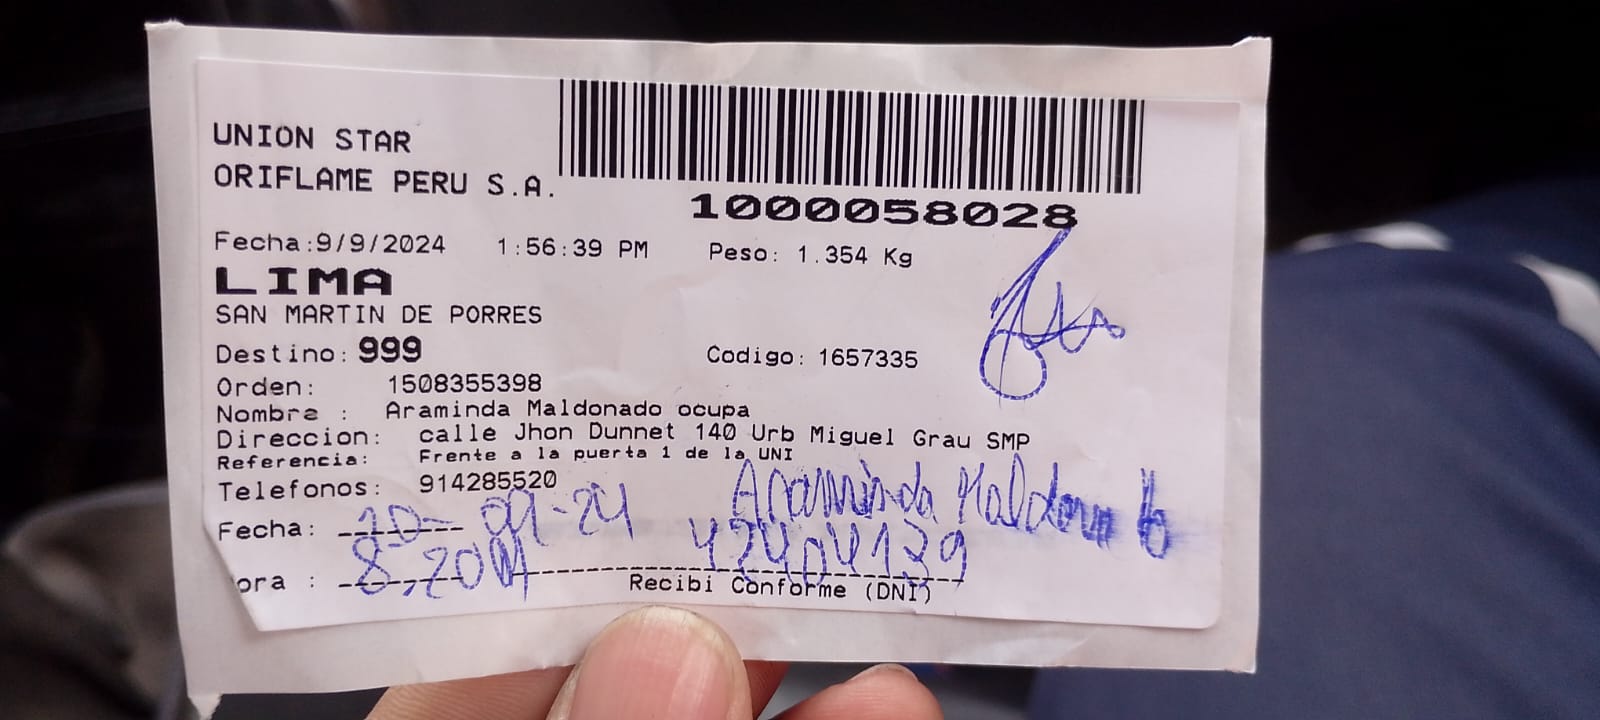 UNION STAR
ORIFLAME PERU S.A.
1000058028
Fecha:9/9/2024 1:56:39 PM Peso: 1.354 Kg
LIMA
SAN MARTIN DE PORRES
Destino: 999 Codigo: 1657335
Orden: 1508355398
Nombre : Araminda Maldonado ocupa
Direccion: calle Jhon Dunnet 140 Urb Miguel Grau SMP
Referencia: Frente a la puerta 1 de la UNI
Telefonos: 914285520
Araminda Maldonado
Fecha: 10- 09-24
42404139
ora : 8:20
Recibi Conforme (DNI)